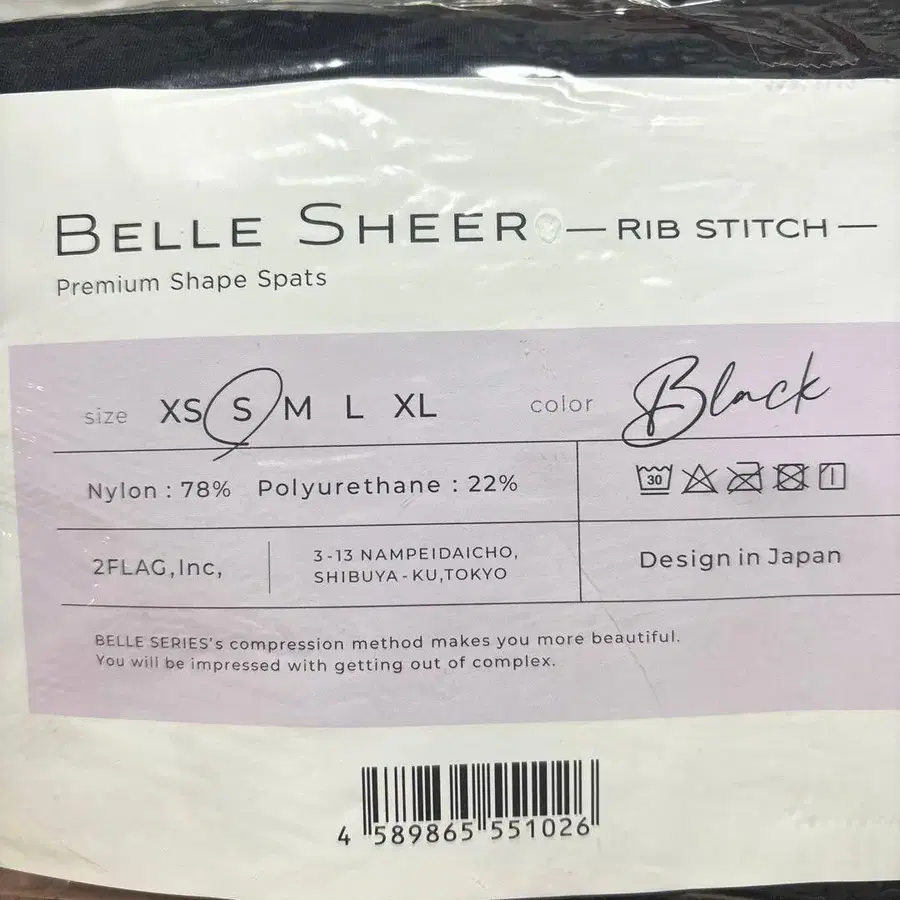 BELLE SHEER — RIB STITCH —
Premium Shape Spats
size XS S M L XL color Black
Nylon : 78% Polyurethane : 22%
30
2FLAG,Inc,
3-13 NAMPEIDAICHO,
SHIBUYA-KU,TOKYO
Design in Japan
BELLE SERIES's compression method makes you more beautiful.
You will be impressed with getting out of complex.
4 589865 551026